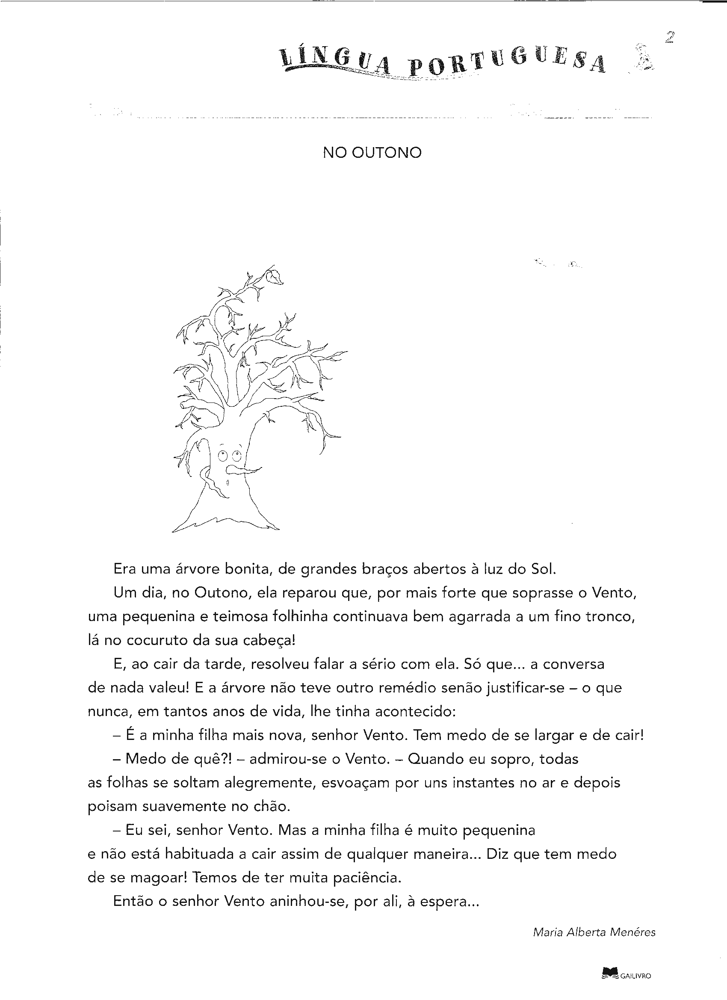 2
LÍNGUA PORTUGUESA
NO OUTONO
Era uma árvore bonita, de grandes braços abertos à luz do Sol.
Um dia, no Outono, ela reparou que, por mais forte que soprasse o Vento,
uma pequenina e teimosa folhinha continuava bem agarrada a um fino tronco,
lá no cocuruto da sua cabeça!
E, ao cair da tarde, resolveu falar a sério com ela. Só que... a conversa
de nada valeu! E a árvore não teve outro remédio senão justificar-se – o que
nunca, em tantos anos de vida, lhe tinha acontecido:
– É a minha filha mais nova, senhor Vento. Tem medo de se largar e de cair!
– Medo de quê?! – admirou-se o Vento. – Quando eu sopro, todas
as folhas se soltam alegremente, esvoaçam por uns instantes no ar e depois
poisam suavemente no chão.
– Eu sei, senhor Vento. Mas a minha filha é muito pequenina
e não está habituada a cair assim de qualquer maneira... Diz que tem medo
de se magoar! Temos de ter muita paciência.
Então o senhor Vento aninhou-se, por ali, à espera...
Maria Alberta Menéres
GAILIVRO